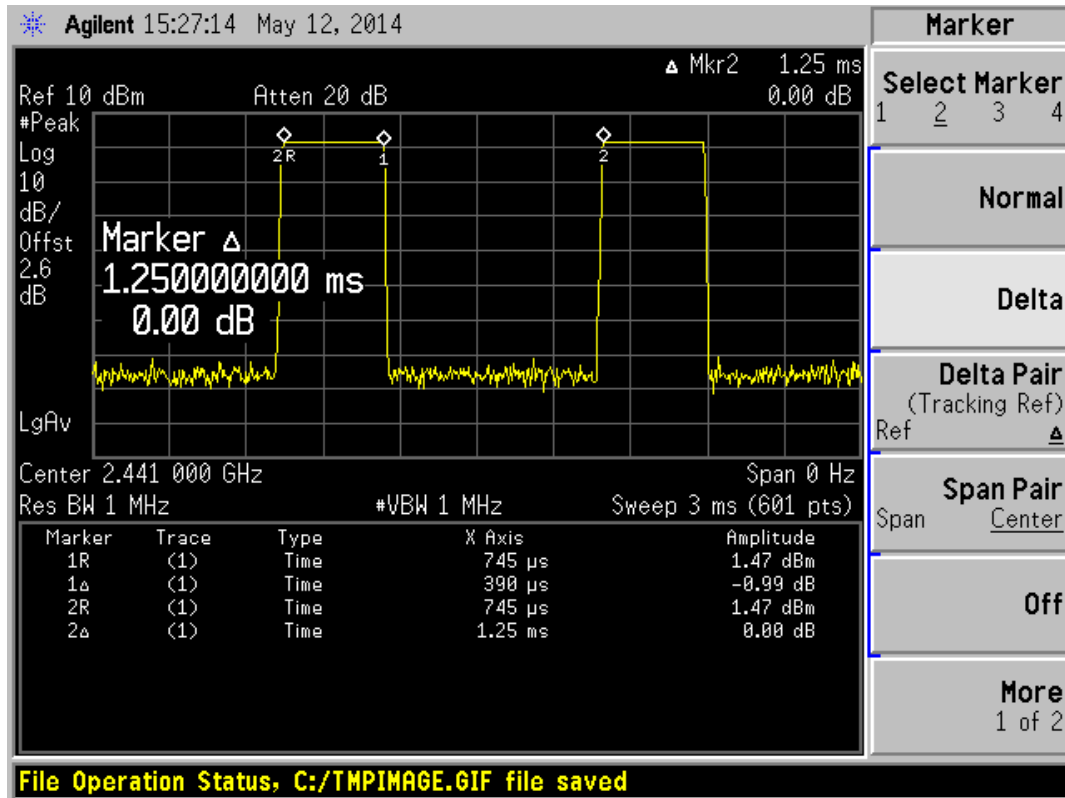 Agilent 15:27:14 May 12, 2014
Marker
Δ Mkr2 1.25 ms
Ref 10 dBm Atten 20 dB 0.00 dB
#Peak
Log
10
dB/
Offst
2.6
dB
LgAv
2R 1 2
Marker Δ
1.250000000 ms
0.00 dB
Center 2.441 000 GHz Span 0 Hz
Res BW 1 MHz #VBW 1 MHz Sweep 3 ms (601 pts)
Marker Trace Type X Axis Amplitude
1R (1) Time 745 µs 1.47 dBm
1Δ (1) Time 390 µs -0.99 dB
2R (1) Time 745 µs 1.47 dBm
2Δ (1) Time 1.25 ms 0.00 dB
Select Marker
1 2 3 4
Normal
Delta
Delta Pair
(Tracking Ref)
Ref Δ
Span Pair
Span Center
Off
More
1 of 2
File Operation Status, C:/TMPIMAGE.GIF file saved